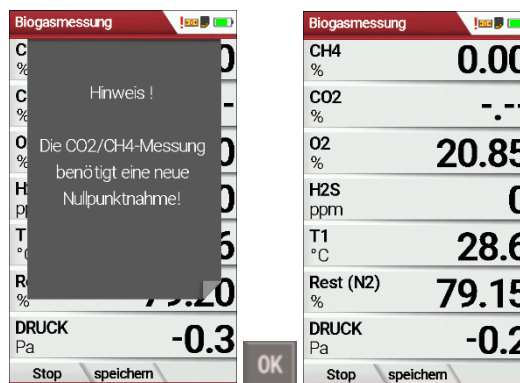 Biogasmessung
C
%
Hinweis !
C
%
Die CO2/CH4-Messung
benötigt eine neue
Nullpunktnahme!
%
°C
%
DRUCK
Pa
-0.3
Stop speichern
OK
Biogasmessung
CH4
%
0.00
CO2
%
-.--
O2
%
20.85
H2S
ppm
0
T1
°C
28.6
Rest (N2)
%
79.15
DRUCK
Pa
-0.2
Stop speichern